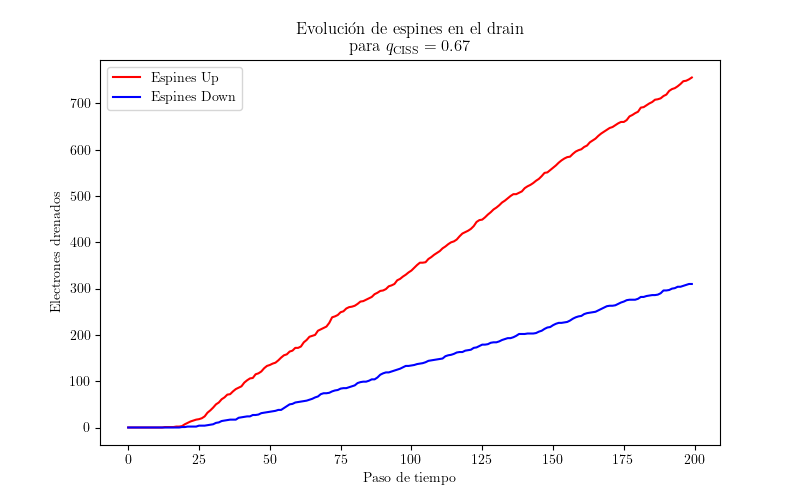 Evolución de espines en el drain
para $q_{\mathrm{CISS}} = 0.67$
Espines Up
Espines Down
Electrones drenados
700
600
500
400
300
200
100
0
0 25 50 75 100 125 150 175 200
Paso de tiempo